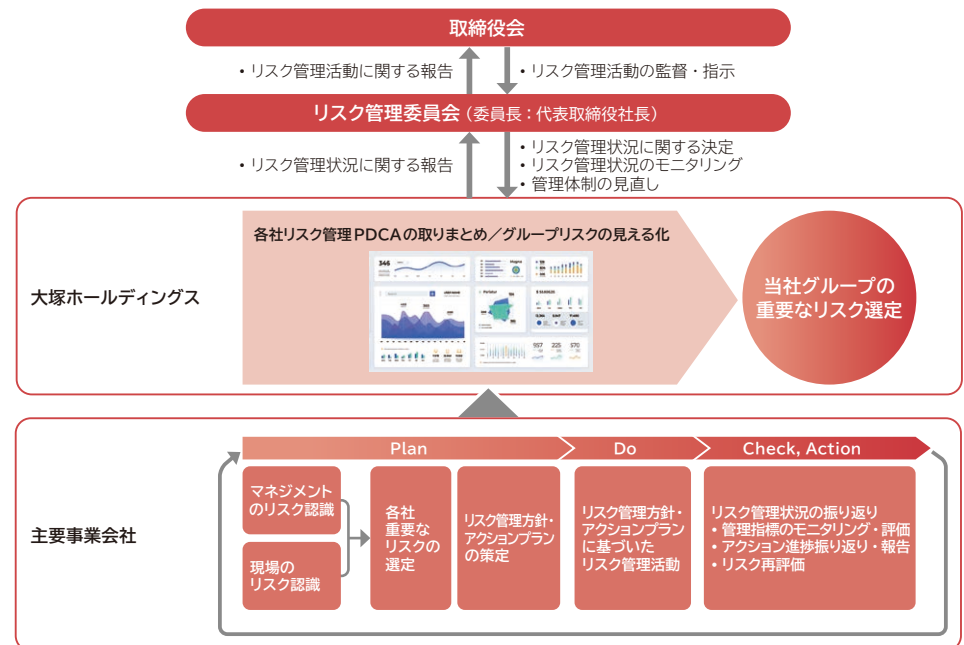 取締役会
・リスク管理活動に関する報告
・リスク管理活動の監督・指示
リスク管理委員会（委員長：代表取締役社長）
・リスク管理状況に関する報告
・リスク管理状況に関する決定
・リスク管理状況のモニタリング
・管理体制の見直し
大塚ホールディングス
各社リスク管理PDCAの取りまとめ／グループリスクの見える化
346
557
225
570
当社グループの
重要なリスク選定
主要事業会社
Plan
Do
Check, Action
マネジメント
のリスク認識
現場の
リスク認識
各社
重要な
リスクの
選定
リスク管理方針・
アクションプラン
の策定
リスク管理方針・
アクションプラン
に基づいた
リスク管理活動
リスク管理状況の振り返り
・管理指標のモニタリング・評価
・アクション進捗振り返り・報告
・リスク再評価